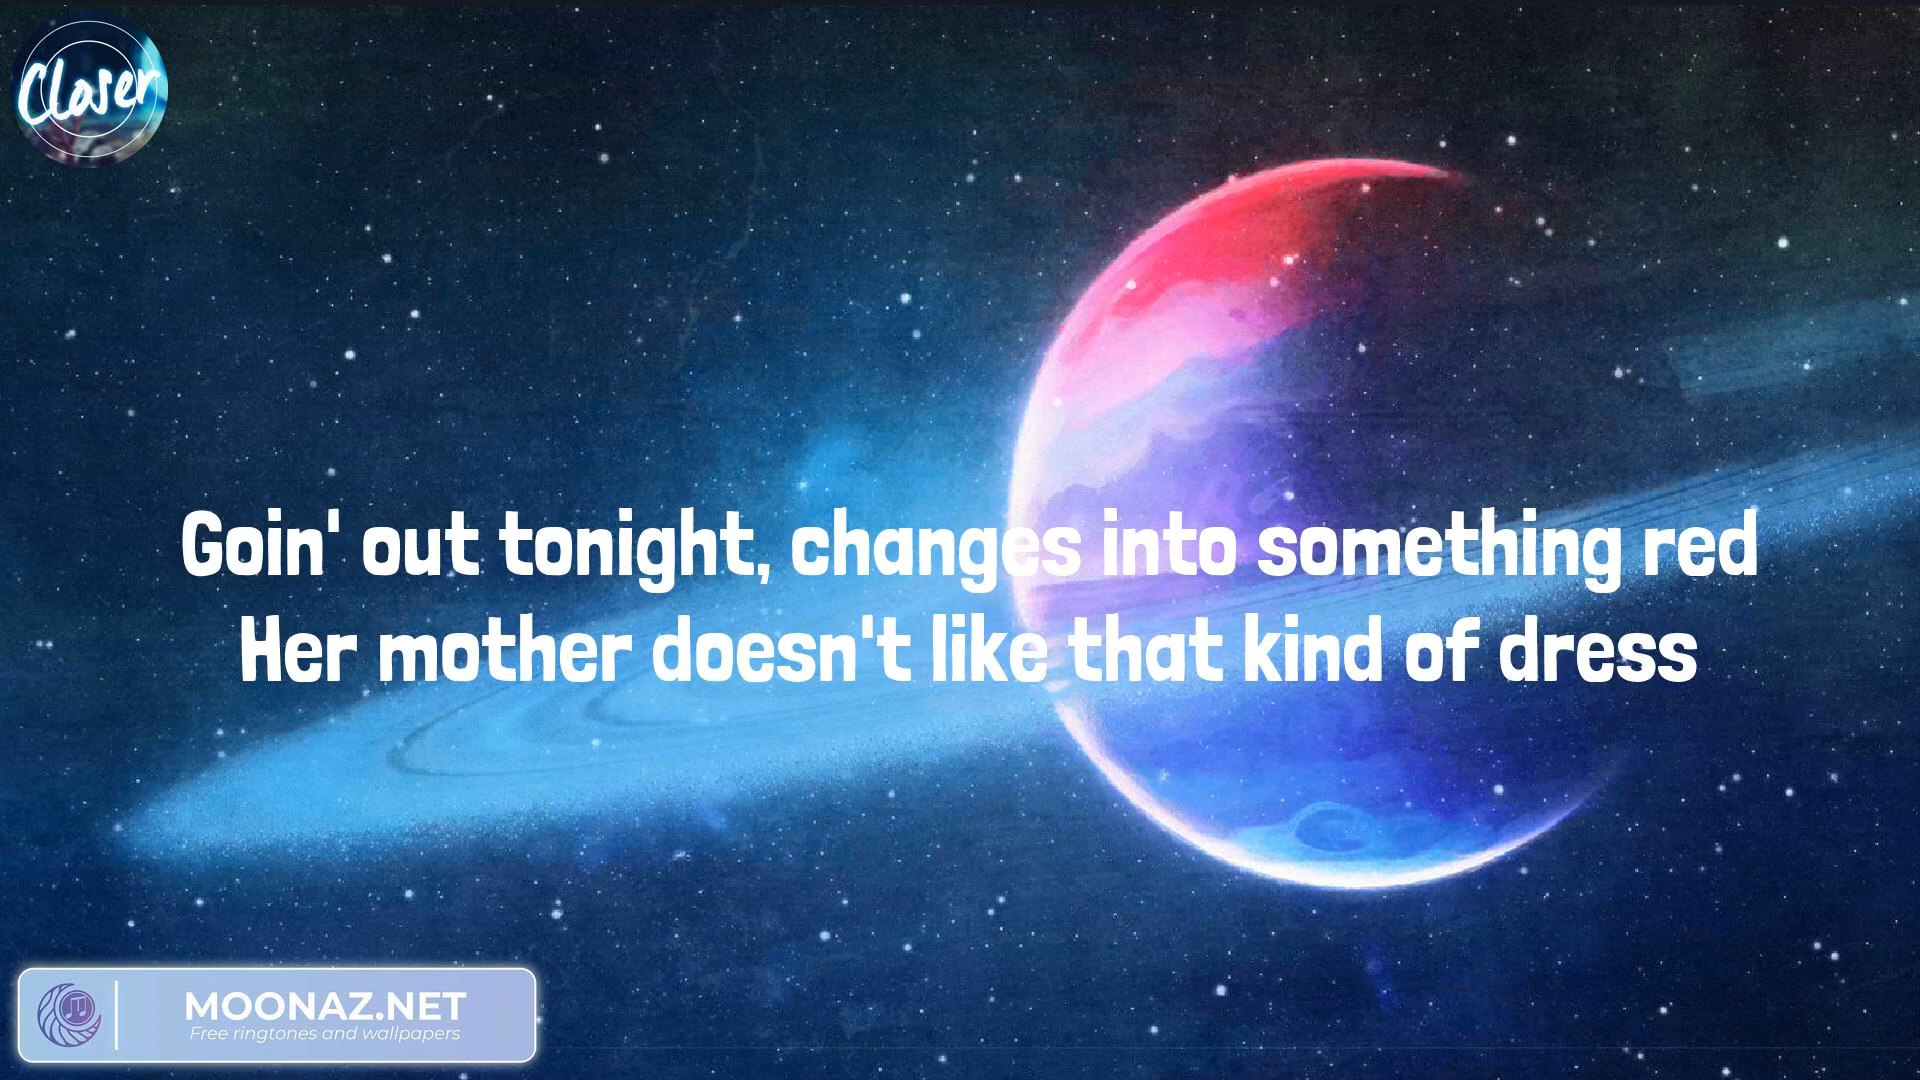 Closer
Goin' out tonight, changes into something red
Her mother doesn't like that kind of dress
MOONAZ.NET
Free ringtones and wallpapers